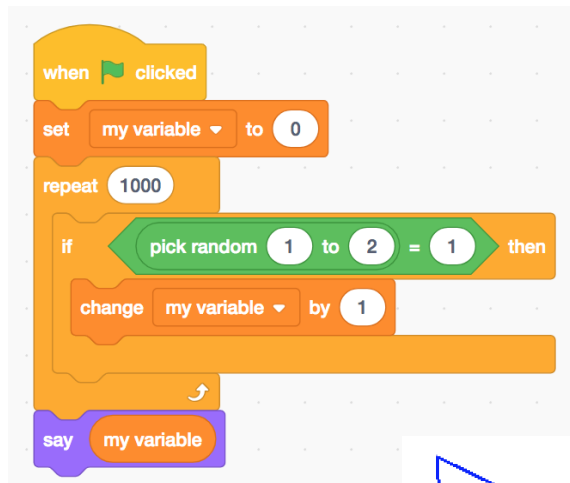 when clicked
set my variable to 0
repeat 1000
if pick random 1 to 2 = 1 then
change my variable by 1
say my variable